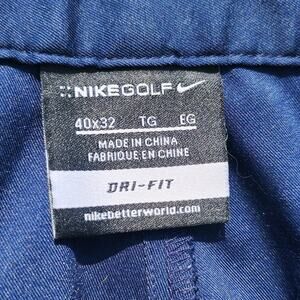 NIKEGOLF
40x32 TG EG
MADE IN CHINA
FABRIQUE EN CHINE
DRI-FIT
nikebetterworld.com